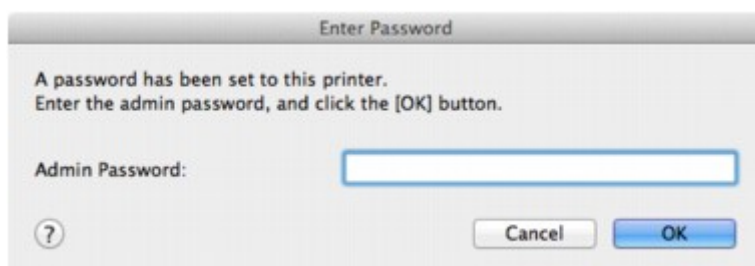 Enter Password
A password has been set to this printer.
Enter the admin password, and click the [OK] button.
Admin Password:
? Cancel OK